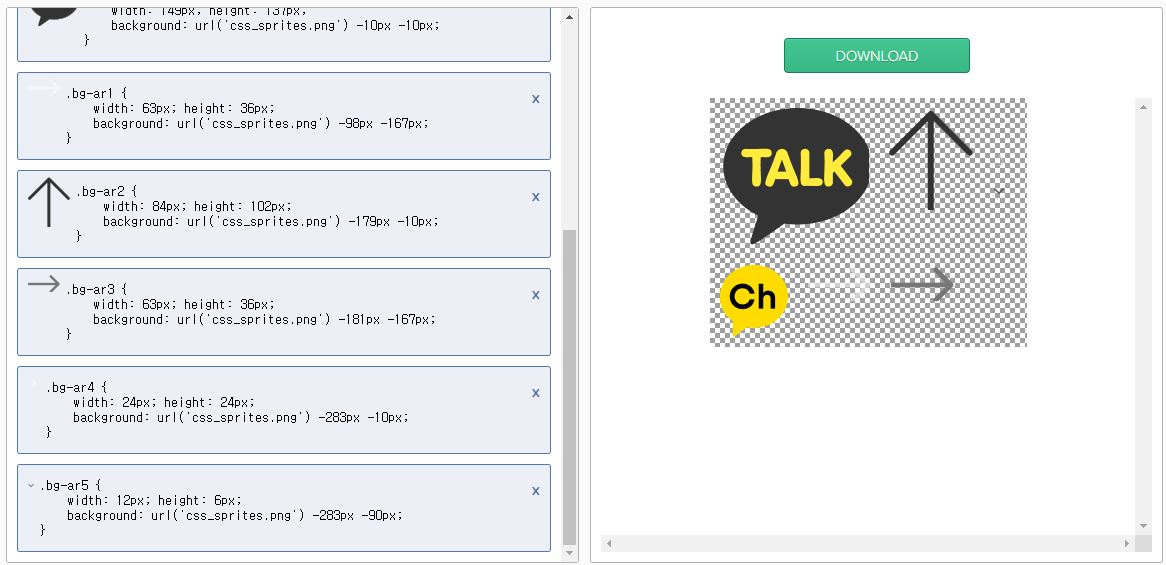 width: 149px; height: 137px;
background: url('css_sprites.png') -10px -10px;
}
.bg-ar1 {
width: 63px; height: 36px;
background: url('css_sprites.png') -98px -167px;
}
x
.bg-ar2 {
width: 84px; height: 102px;
background: url('css_sprites.png') -179px -10px;
}
x
.bg-ar3 {
width: 63px; height: 36px;
background: url('css_sprites.png') -181px -167px;
}
x
.bg-ar4 {
width: 24px; height: 24px;
background: url('css_sprites.png') -283px -10px;
}
x
.bg-ar5 {
width: 12px; height: 6px;
background: url('css_sprites.png') -283px -90px;
}
x
DOWNLOAD
TALK
Ch